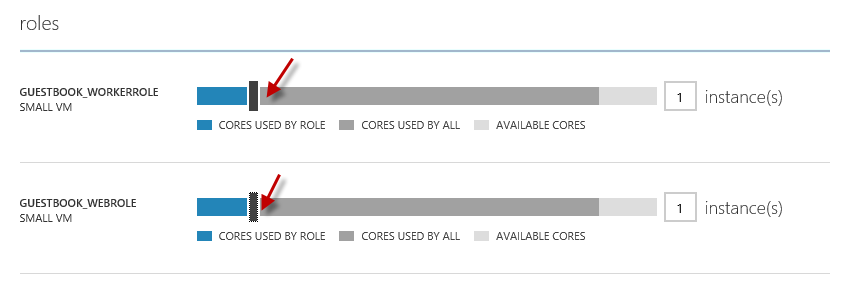 roles
GUESTBOOK_WORKERROLE
SMALL VM
1 instance(s)
CORES USED BY ROLE CORES USED BY ALL AVAILABLE CORES
GUESTBOOK_WEBROLE
SMALL VM
1 instance(s)
CORES USED BY ROLE CORES USED BY ALL AVAILABLE CORES